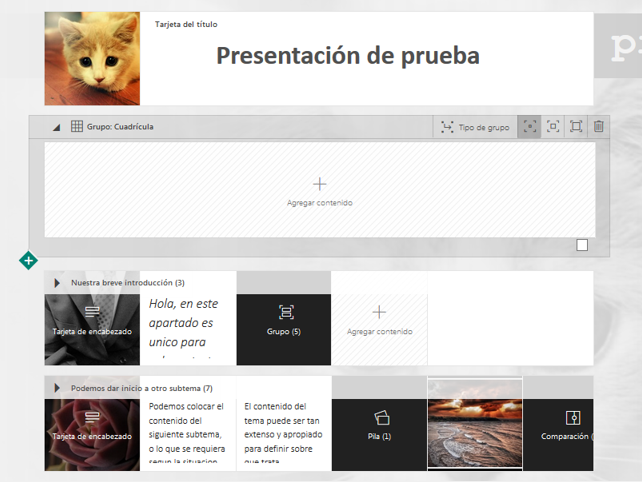 Tarjeta del título
Presentación de prueba
Grupo: Cuadrícula
Tipo de grupo
Agregar contenido
Nuestra breve introducción (3)
Tarjeta de encabezado
Hola, en este
apartado es
unico para
Grupo (5)
Agregar contenido
Podemos dar inicio a otro subtema (7)
Tarjeta de encabezado
Podemos colocar el
contenido del
siguiente subtema,
o lo que se requiera
segun la situacion
El contenido del
tema puede ser tan
extenso y apropiado
para definir sobre
que trata
Pila (1)
Comparación (